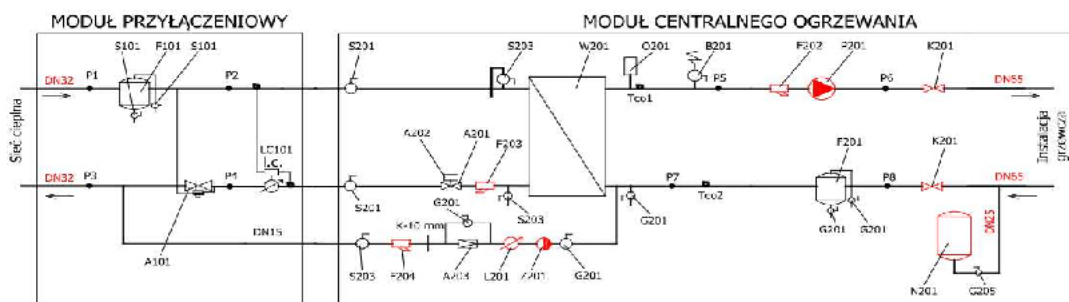 MODUŁ PRZYŁĄCZENIOWY
MODUŁ CENTRALNEGO OGRZEWANIA
S101 F101 S101
S201
S203 W201 O201 B201 F202 P201 K201
DN32 P1 P2 P5 P6 DN65
Tco1
Sieć cieplna
Instalacja
grzewcza
LC101
L.C.
A202 A201 F203
F201 K201
DN32 P3 P4 P7 P8 DN65
Tco2
S201 G201 S203 G201 G201 G201
DN25
DN15
K-10 mm
A101
S203 F204 A203 L201 Z201 G201
N201 G205